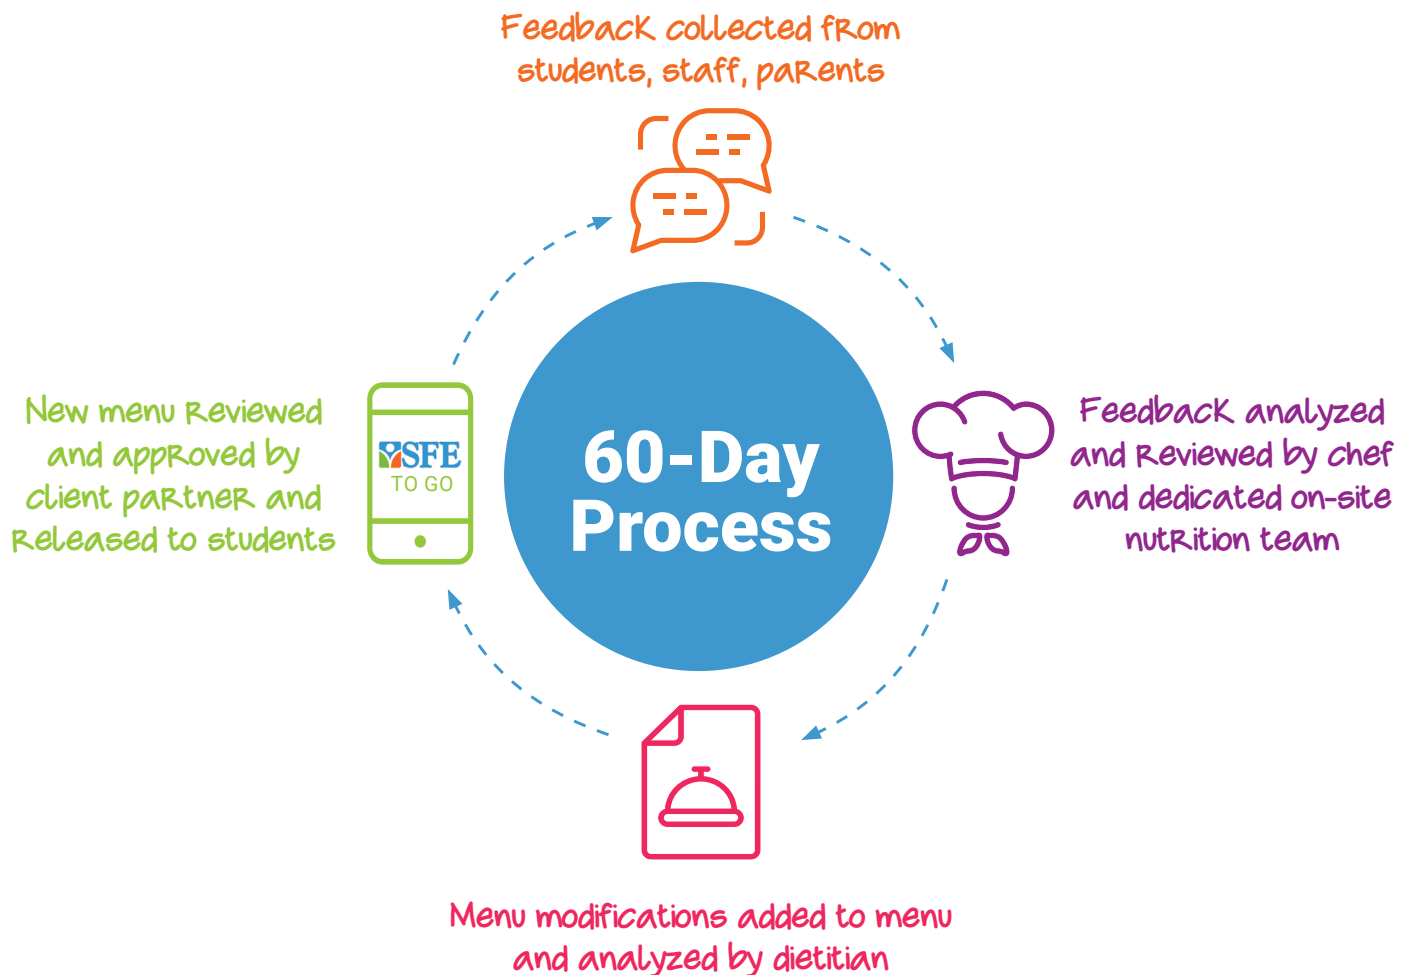 Feedback collected from
students, staff, parents
60-Day
Process
Feedback analyzed
and reviewed by chef
and dedicated on-site
nutrition team
Menu modifications added to menu
and analyzed by dietitian
New menu reviewed
and approved by
client partner and
released to students
SFE
TO GO